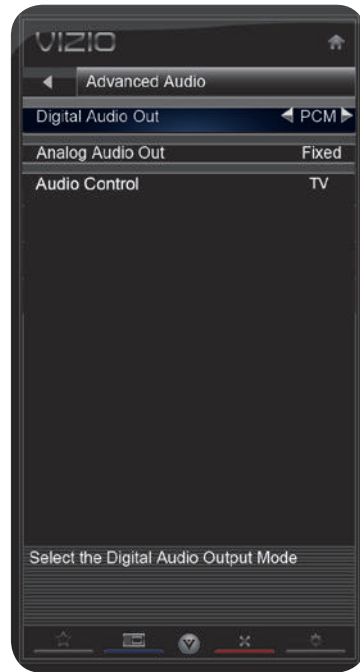 VIZIO
Advanced Audio
Digital Audio Out PCM
Analog Audio Out Fixed
Audio Control TV
Select the Digital Audio Output Mode
V